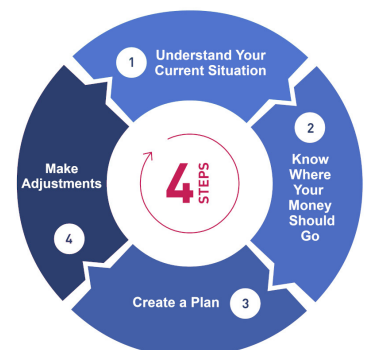 1
Understand Your
Current Situation
2
Know
Where
Your
Money
Should
Go
Create a Plan
3
Make
Adjustments
4
4
STEPS